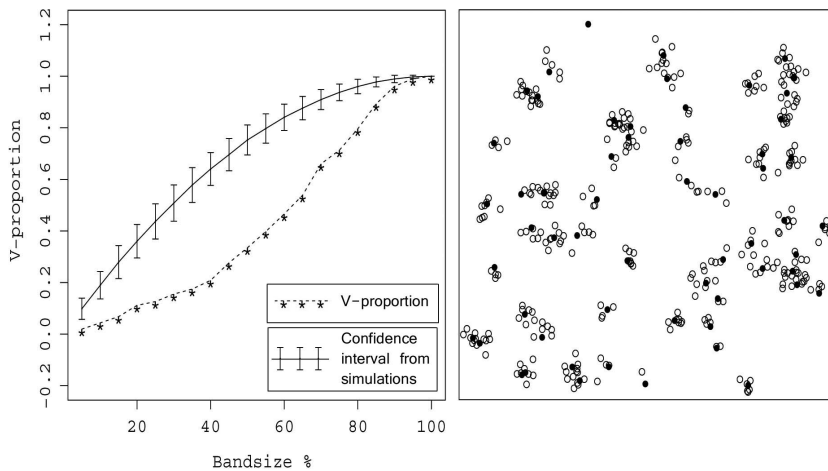 1.2
1.0
0.8
0.6
0.4
0.2
0.0
-0.2
V-proportion
V-proportion
Confidence
interval from
simulations
20 40 60 80 100
Bandsize %